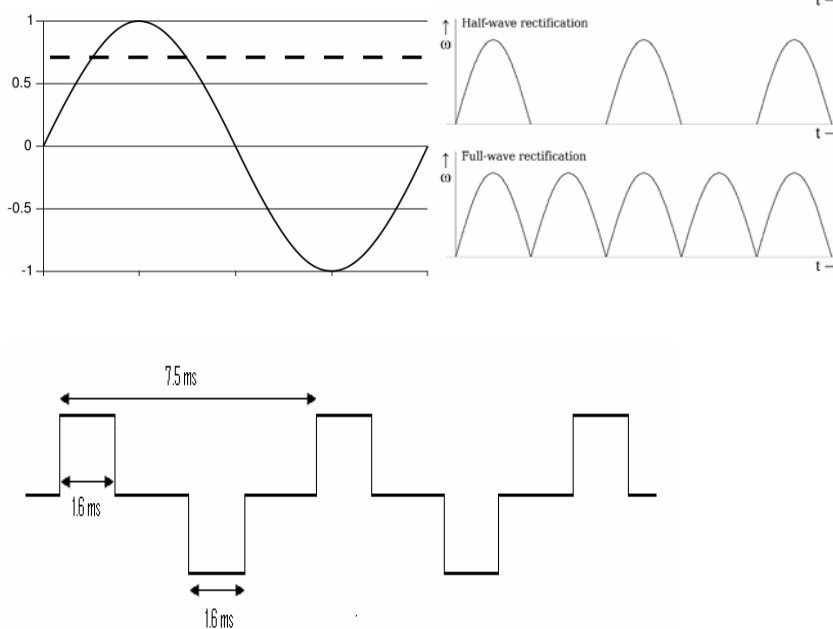 1
0.5
0
-0.5
-1
t
↑ Half-wave rectification
ω
t
↑ Full-wave rectification
ω
t
7.5 ms
1.6 ms
1.6 ms